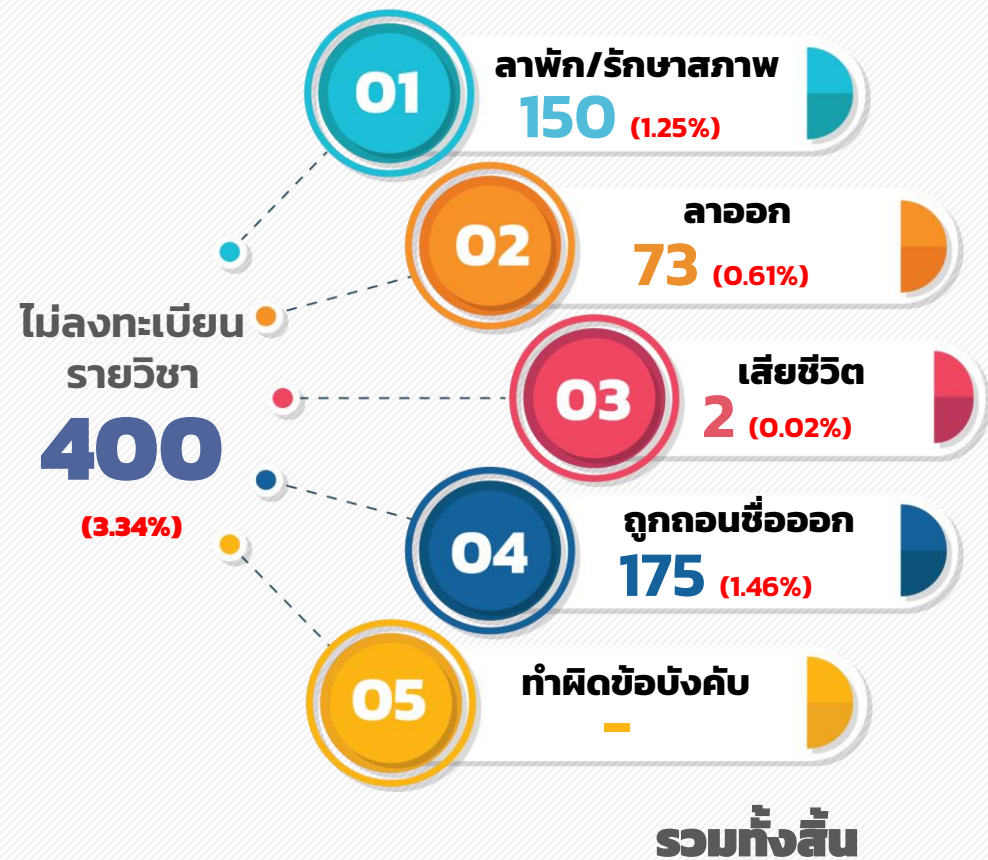 01
ลาพัก/รักษาสภาพ
150 (1.25%)
02
ลาออก
73 (0.61%)
ไม่ลงทะเบียน
รายวิชา
400
(3.34%)
03
เสียชีวิต
2 (0.02%)
04
ถูกถอนชื่อออก
175 (1.46%)
05
ทำผิดข้อบังคับ
-
รวมทั้งสิ้น